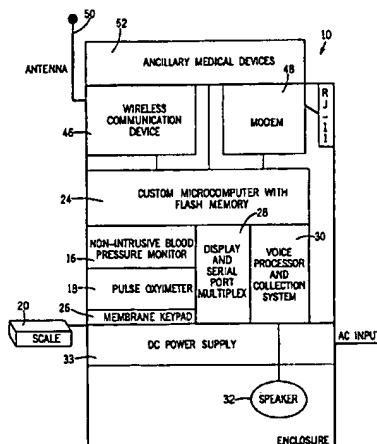 50
52
10
ANTENNA
ANCILLARY MEDICAL DEVICES
48
RJ-11
WIRELESS
COMMUNICATION
DEVICE
MODEM
46
CUSTOM MICROCOMPUTER WITH
FLASH MEMORY
24
28
30
NON-INTRUSIVE BLOOD
PRESSURE MONITOR
16
DISPLAY
AND
SERIAL
PORT
MULTIPLEX
VOICE
PROCESSOR
AND
COLLECTION
SYSTEM
PULSE OXYIMETER
18
20
26
MEMBRANE KEYPAD
SCALE
DC POWER SUPPLY
AC INPUT
33
32
SPEAKER
ENCLOSURE